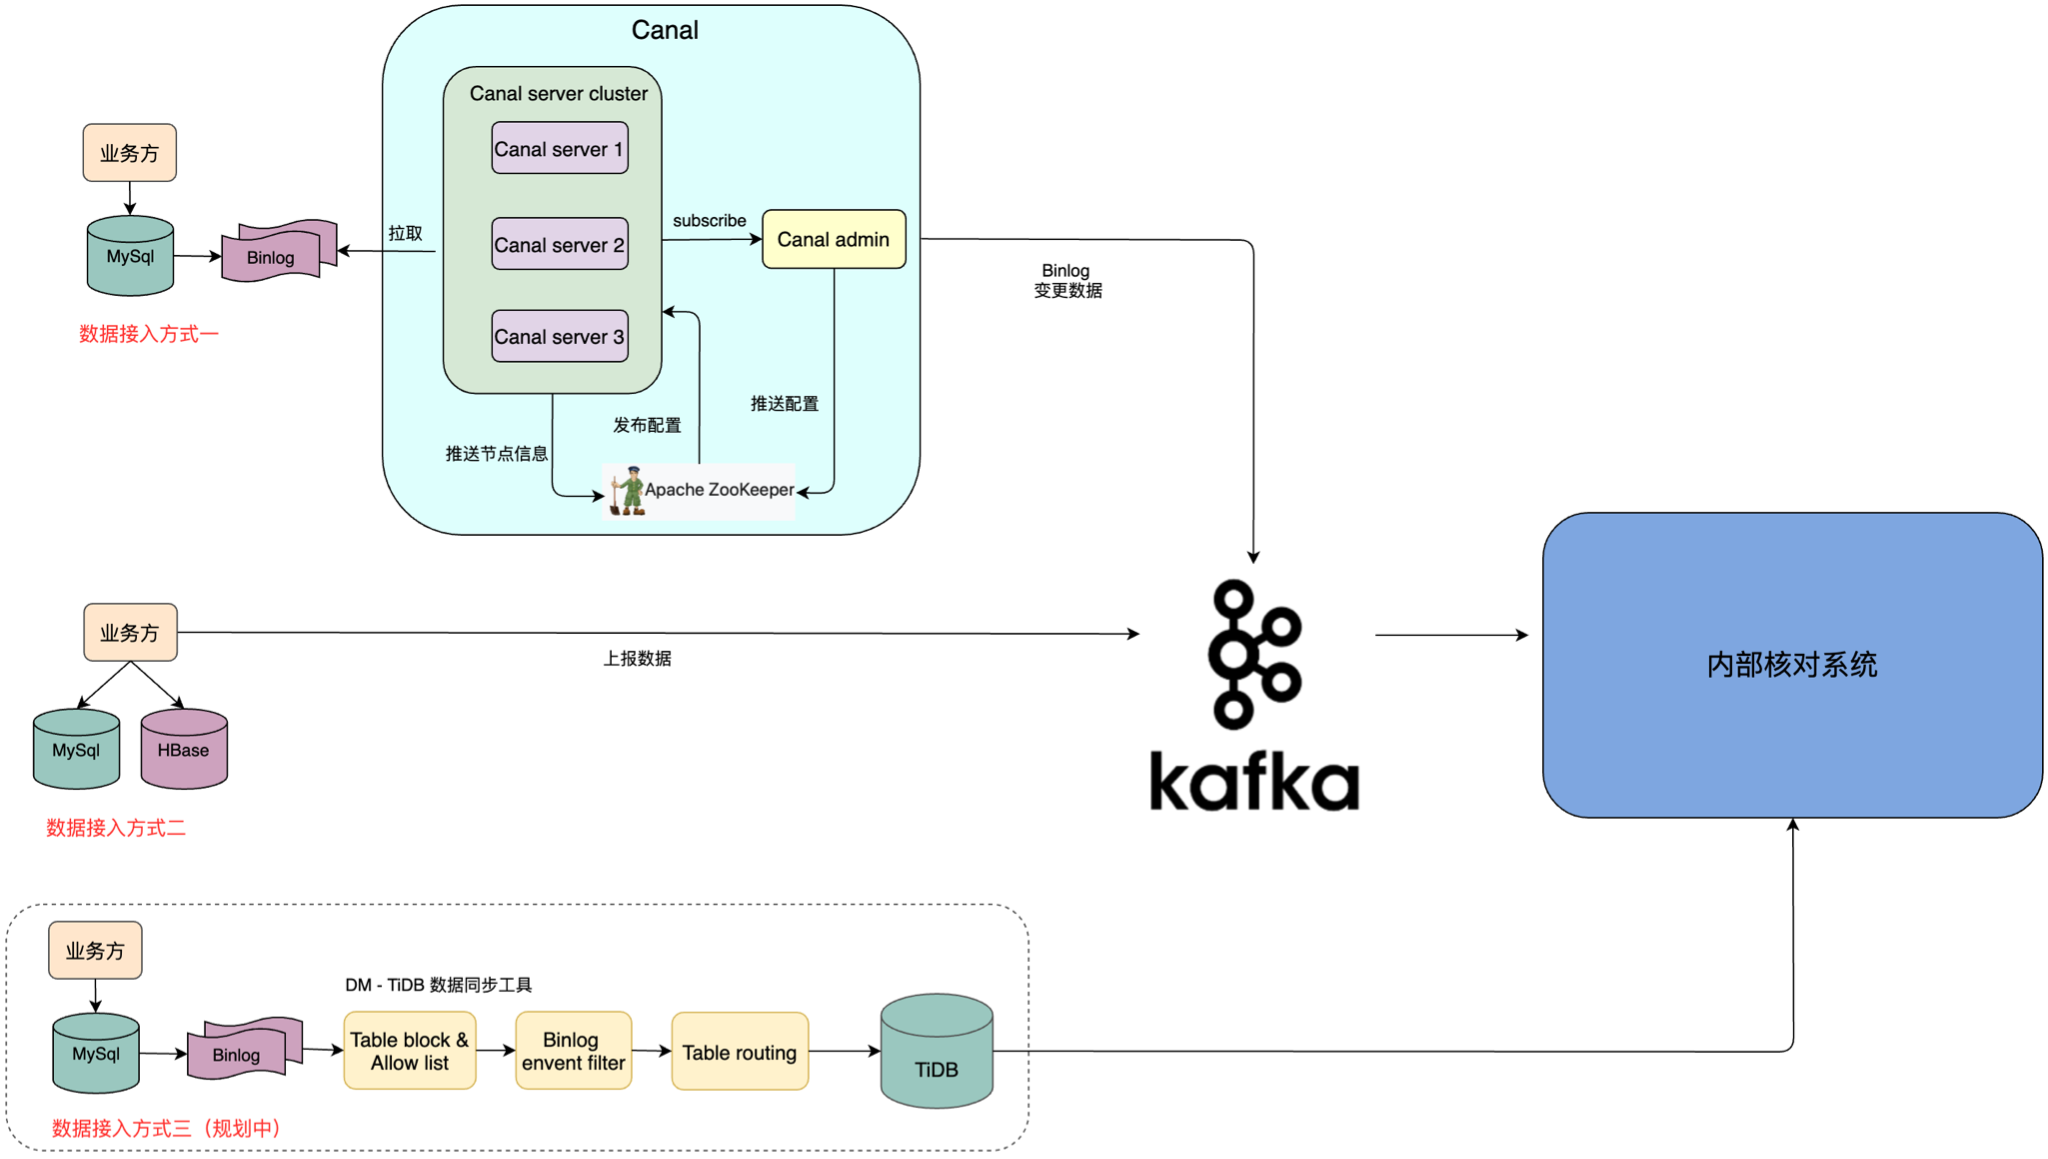 Canal
Canal server cluster
Canal server 1
Canal server 2
Canal server 3
业务方
MySql
Binlog
拉取
subscribe
Canal admin
数据接入方式一
推送节点信息
发布配置
推送配置
Apache ZooKeeper
Binlog
变更数据
业务方
上报数据
MySql
HBase
数据接入方式二
kafka
内部核对系统
业务方
DM - TiDB 数据同步工具
MySql
Binlog
Table block &
Allow list
Binlog
envent filter
Table routing
TiDB
数据接入方式三（规划中）